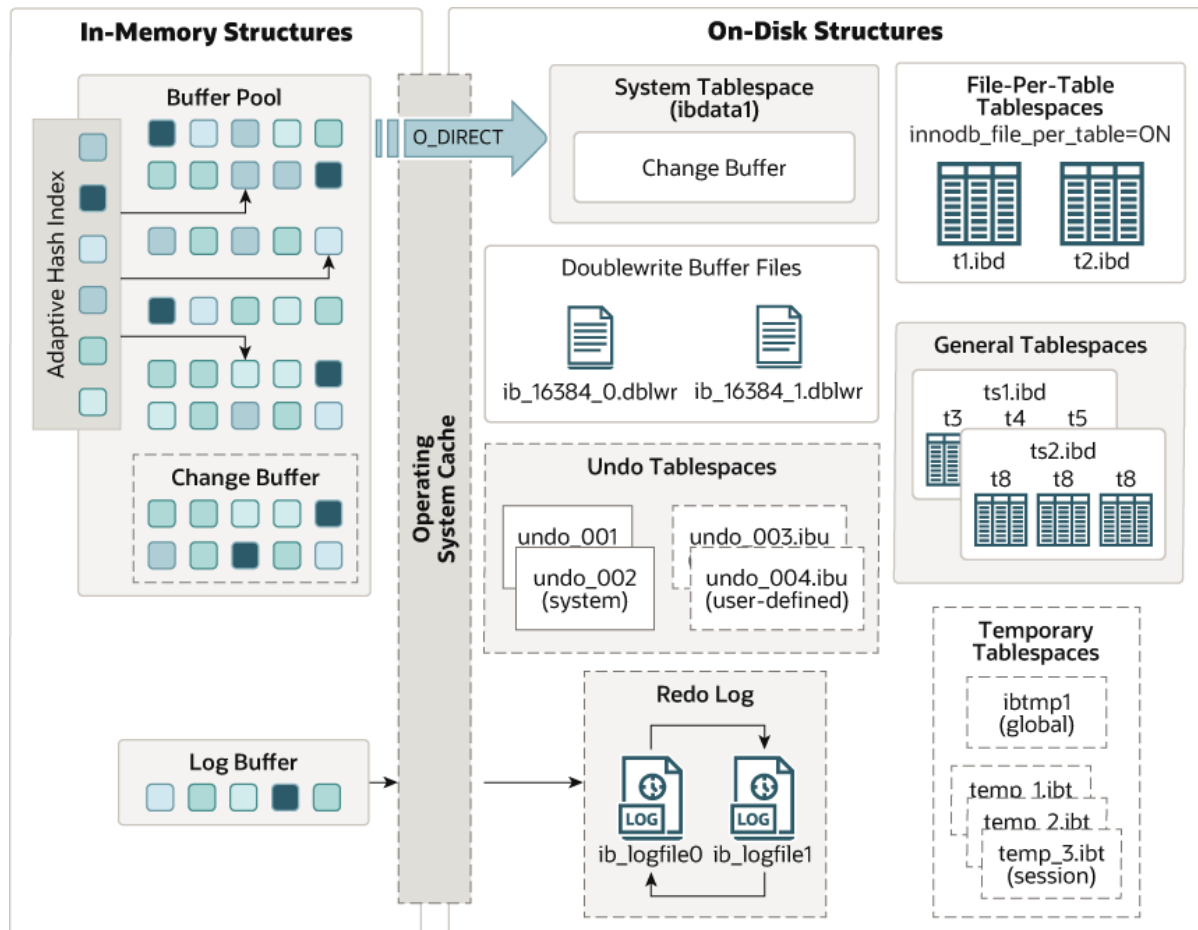 In-Memory Structures
On-Disk Structures
Buffer Pool
Adaptive Hash Index
Change Buffer
Log Buffer
Operating
System Cache
O_DIRECT
System Tablespace
(ibdata1)
Change Buffer
Doublewrite Buffer Files
ib_16384_0.dblwr
ib_16384_1.dblwr
Undo Tablespaces
undo_001
undo_002
(system)
undo_003.ibu
undo_004.ibu
(user-defined)
Redo Log
LOG
LOG
ib_logfile0
ib_logfile1
File-Per-Table
Tablespaces
innodb_file_per_table=ON
t1.ibd
t2.ibd
General Tablespaces
ts1.ibd
t3 t4 t5
ts2.ibd
t8 t8 t8
Temporary
Tablespaces
ibtmp1
(global)
temp_1.ibt
temp_2.ibt
temp_3.ibt
(session)